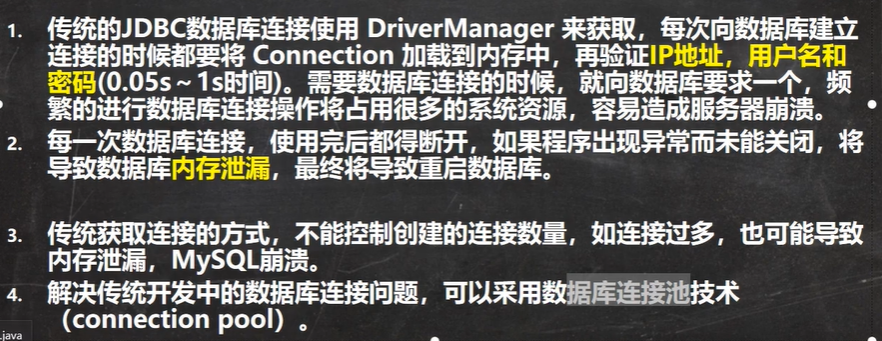 1. 传统的JDBC数据库连接使用 DriverManager 来获取，每次向数据库建立
连接的时候都要将 Connection 加载到内存中，再验证IP地址，用户名和
密码(0.05s～1s时间)。需要数据库连接的时候，就向数据库要求一个，频
繁的进行数据库连接操作将占用很多的系统资源，容易造成服务器崩溃。
2. 每一次数据库连接，使用完后都得断开，如果程序出现异常而未能关闭，将
导致数据库内存泄漏，最终将导致重启数据库。
3. 传统获取连接的方式，不能控制创建的连接数量，如连接过多，也可能导致
内存泄漏，MySQL崩溃。
4. 解决传统开发中的数据库连接问题，可以采用数据库连接池技术
（connection pool）。
.java